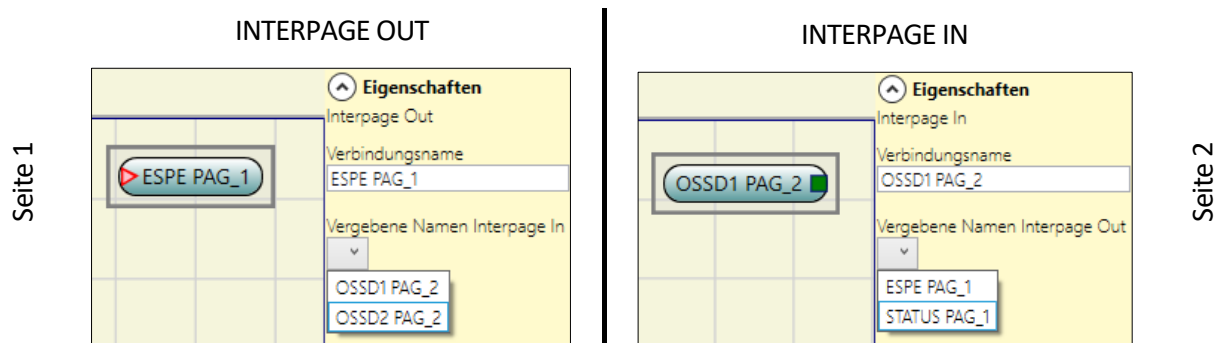 INTERPAGE OUT
Seite 1
ESPE PAG_1
Eigenschaften
Interpage Out
Verbindungsname
ESPE PAG_1
Vergebene Namen Interpage In
OSSD1 PAG_2
OSSD2 PAG_2
INTERPAGE IN
OSSD1 PAG_2
Eigenschaften
Interpage In
Verbindungsname
OSSD1 PAG_2
Vergebene Namen Interpage Out
ESPE PAG_1
STATUS PAG_1
Seite 2